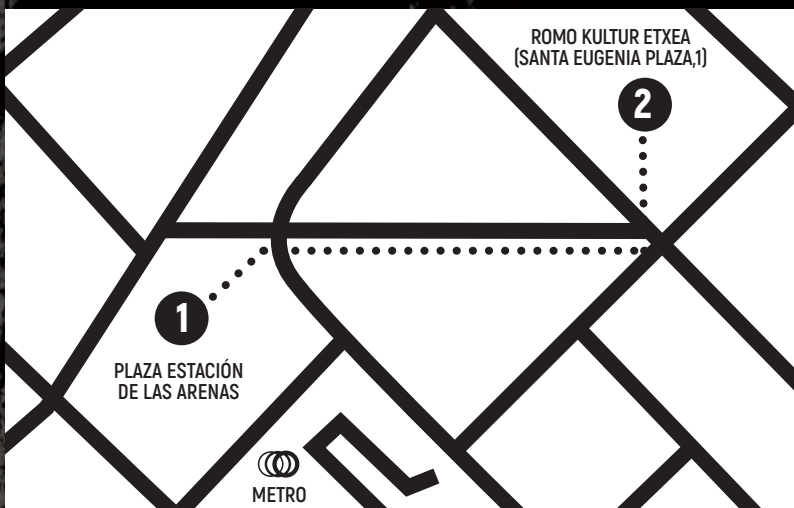 ROMO KULTUR ETXEA
(SANTA EUGENIA PLAZA,1)
2
1
PLAZA ESTACIÓN
DE LAS ARENAS
METRO